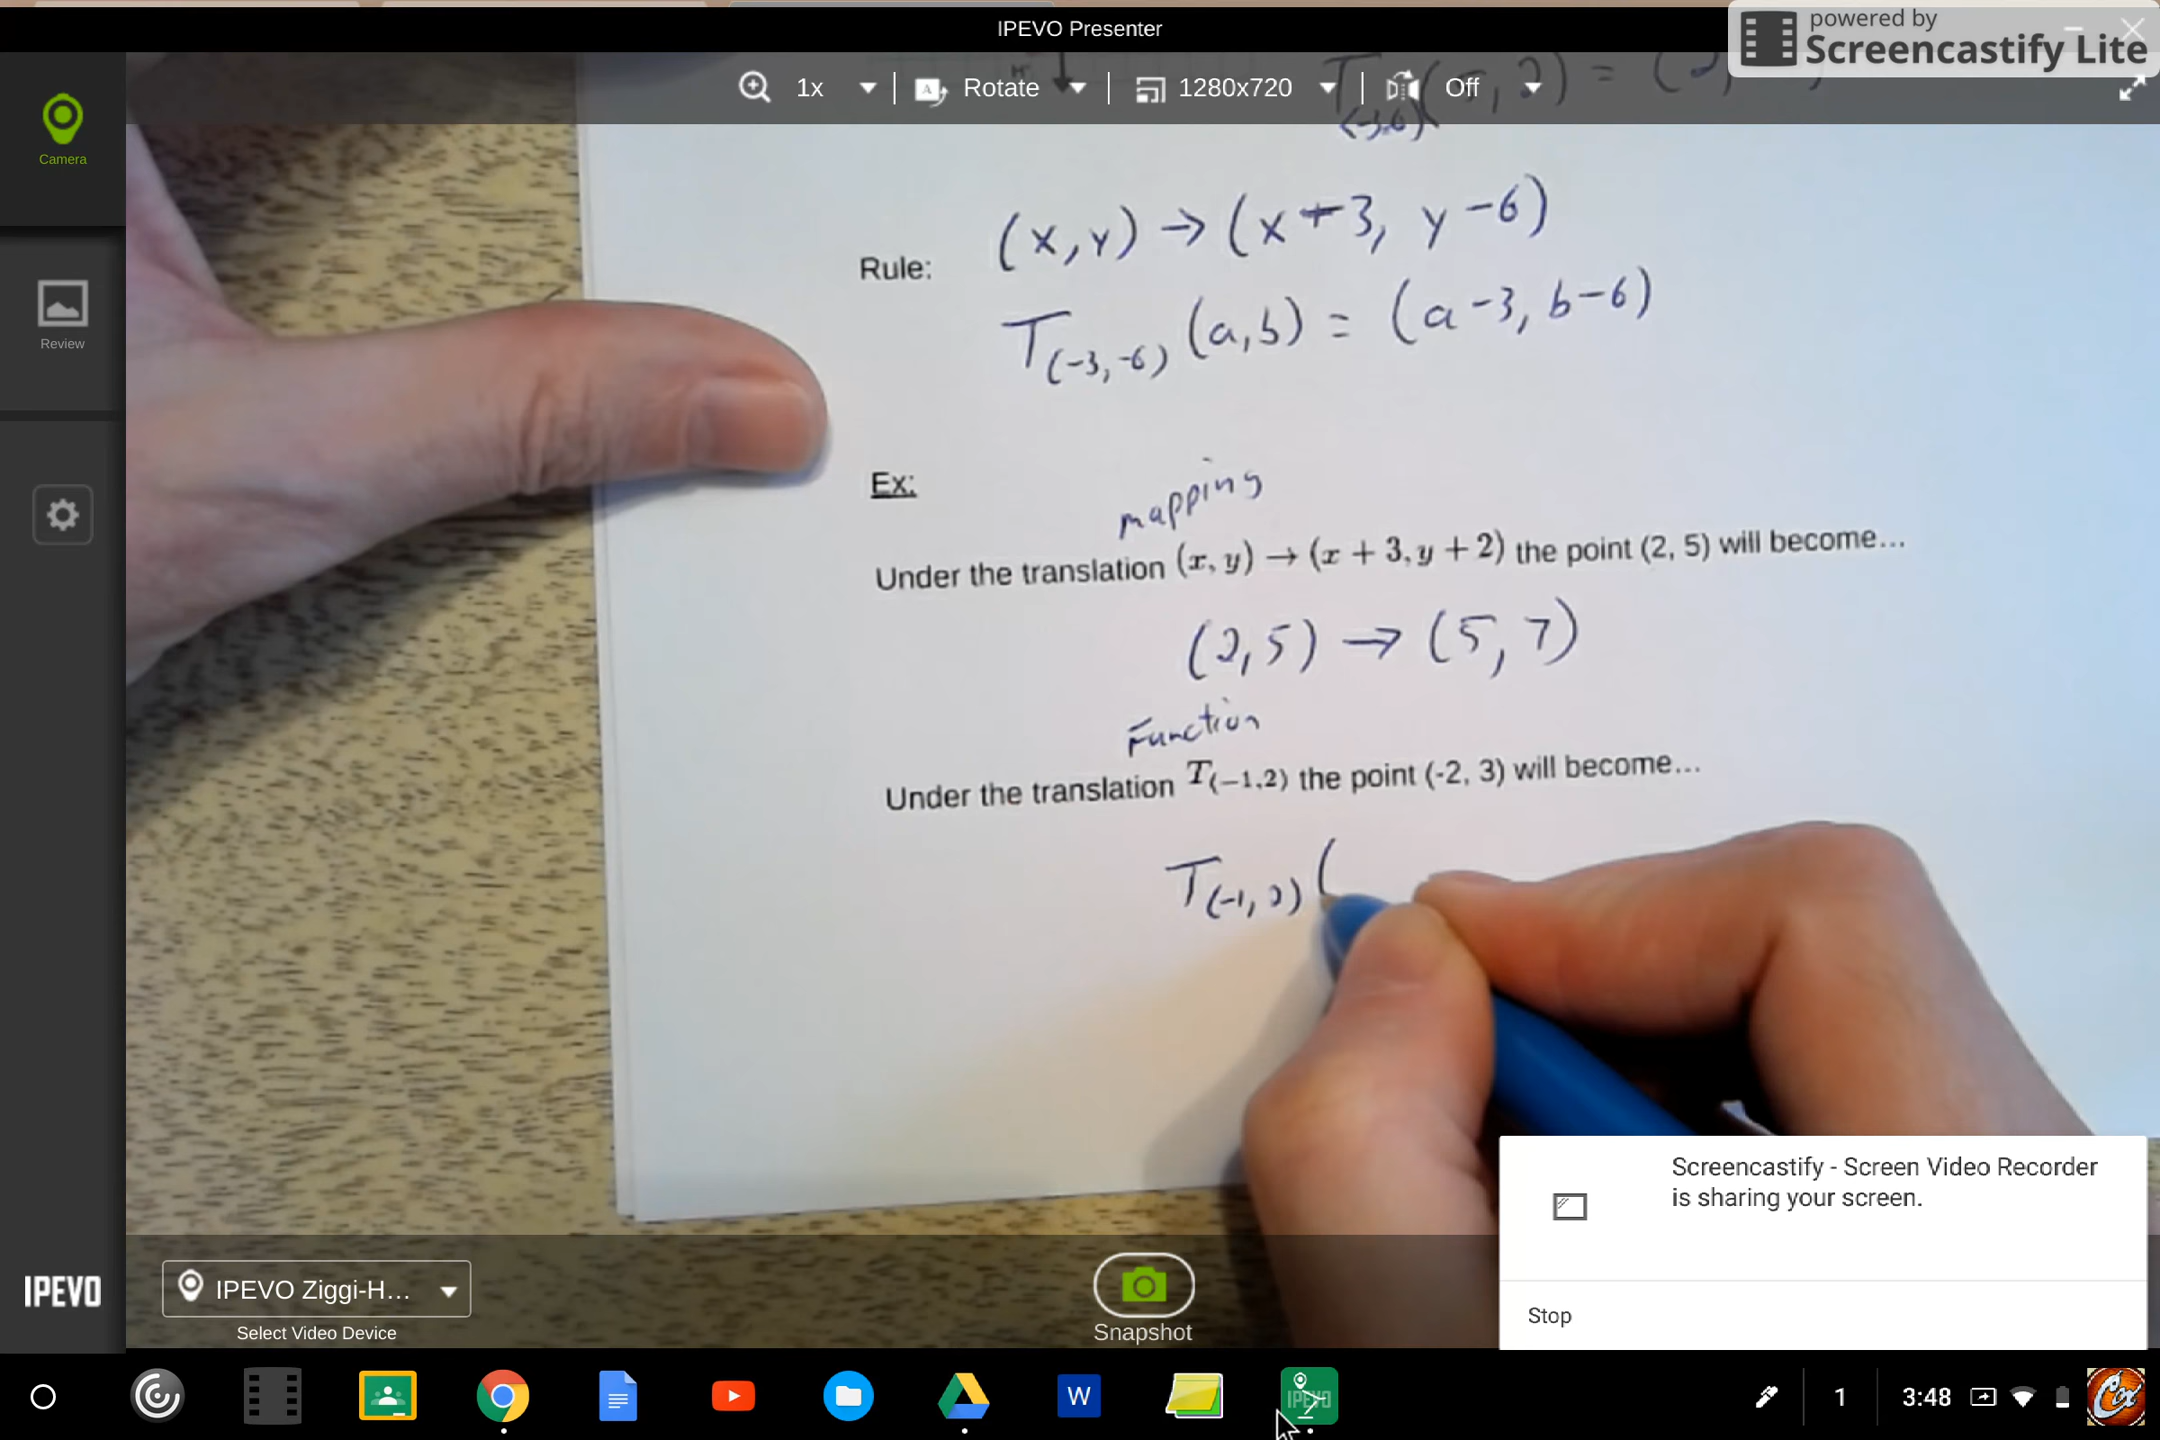 IPEVO Presenter
powered by
Screencastify Lite
1x Rotate 1280x720 Off
Camera
Review
(x,y) → (x+3, y-6)
Rule:
T(-3,-6) (a,b) = (a-3, b-6)
Ex:
mapping
Under the translation (x, y) → (x + 3, y + 2) the point (2, 5) will become...
(2,5) → (5,7)
Function
Under the translation T(-1,2) the point (-2, 3) will become...
T(-1,2) (
Screencastify - Screen Video Recorder
is sharing your screen.
Stop
IPEVO
IPEVO Ziggi-H...
Select Video Device
Snapshot
W
IPEVO
1
3:48